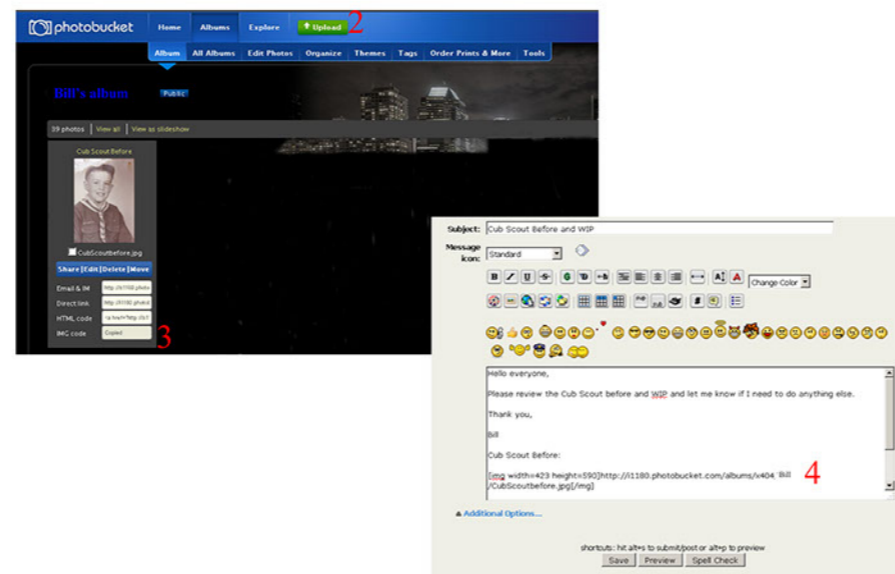 photobucket Home Albums Explore Upload 2
Album All Albums Edit Photos Organize Themes Tags Order Prints & More Tools
Bill's album Public
39 photos View all View as slideshow
Cub Scout Before
CubScoutbefore.jpg
Share Edit Delete Move
Email & IM
Direct link
HTML code
IMG code Copied 3
Subject: Cub Scout Before and WIP
Message icon: Standard
Change Color
Hello everyone,
Please review the Cub Scout before and WIP and let me know if I need to do anything else.
Thank you,
Bill
Cub Scout Before:
[img width=423 height=590]http://i1180.photobucket.com/albums/x404 Bill 4
/CubScoutbefore.jpg[/img]
Additional Options...
shortcuts: hit alt+s to submit/post or alt+p to preview
Save Preview Spell Check